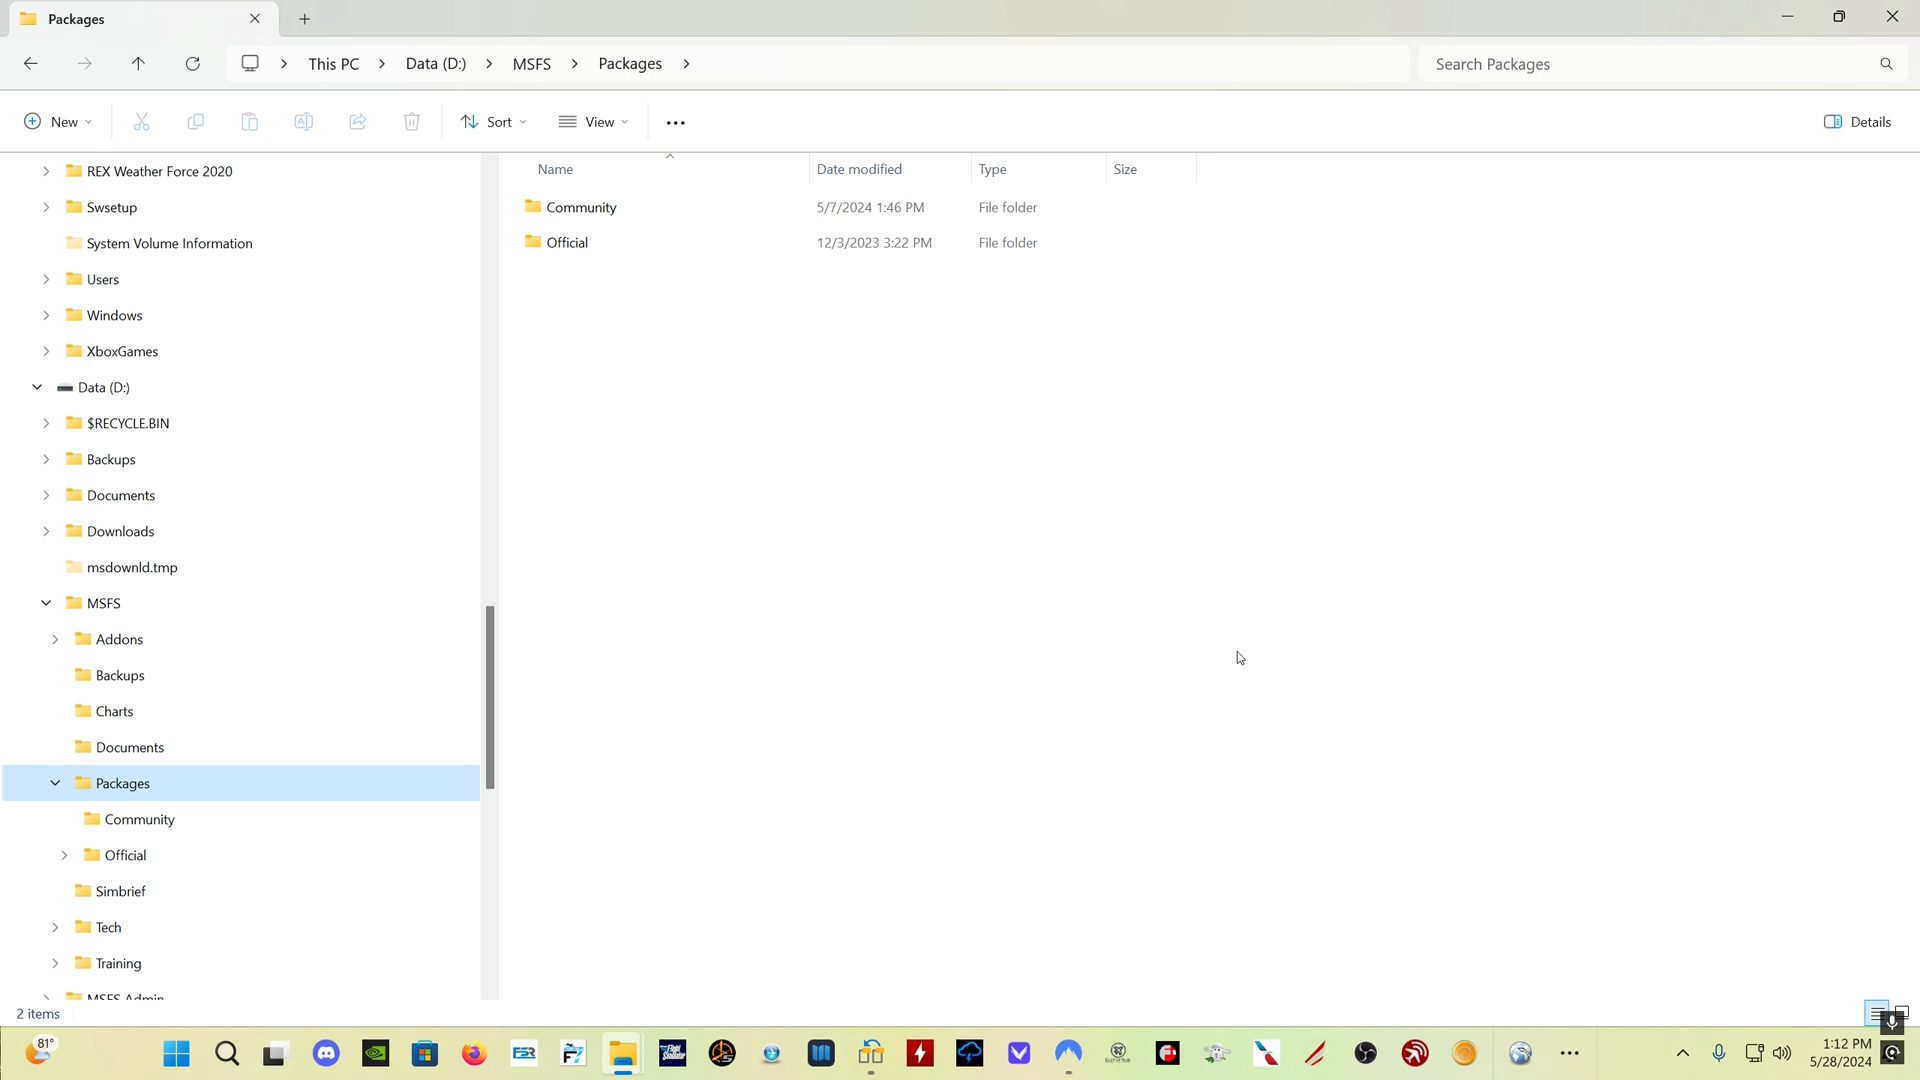 Packages
This PC > Data (D:) > MSFS > Packages >
Search Packages
New
Sort
View
Details
REX Weather Force 2020
Swsetup
System Volume Information
Users
Windows
XboxGames
Data (D:)
$RECYCLE.BIN
Backups
Documents
Downloads
msdownld.tmp
MSFS
Addons
Backups
Charts
Documents
Packages
Community
Official
Simbrief
Tech
Training
MSFS Admin
Name Date modified Type Size
Community 5/7/2024 1:46 PM File folder
Official 12/3/2023 3:22 PM File folder
2 items
81°
FSR
1:12 PM
5/28/2024